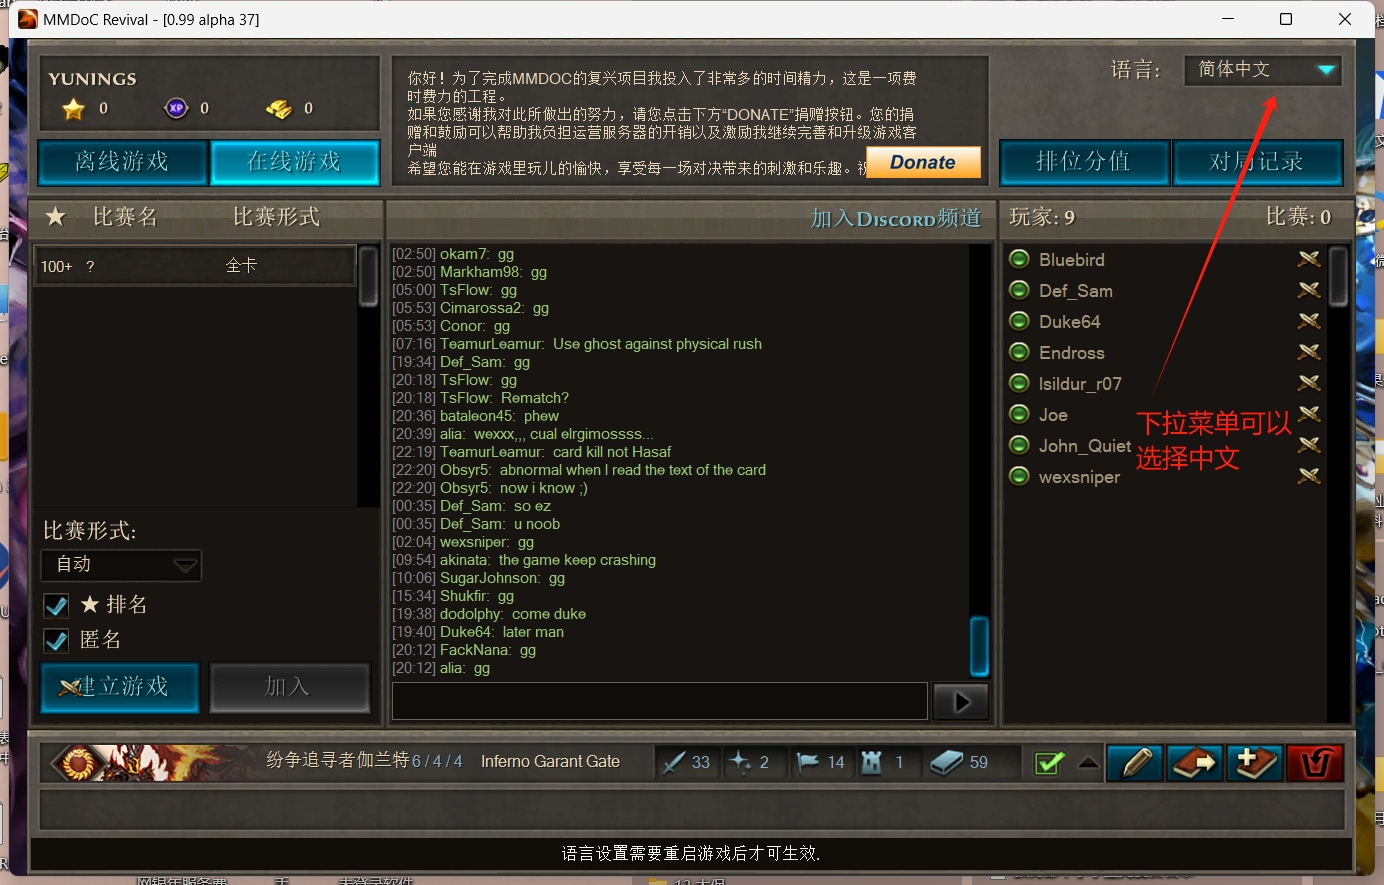 MMDoC Revival - [0.99 alpha 37]
YUNINGS
0
XP
0
0
离线游戏
在线游戏
你好！为了完成MMDOC的复兴项目我投入了非常多的时间精力，这是一项费
时费力的工程。
如果您感谢我对此所做出的努力，请您点击下方“DONATE”捐赠按钮。您的捐
赠和鼓励可以帮助我负担运营服务器的开销以及激励我继续完善和升级游戏客
户端
希望您能在游戏里玩儿的愉快，享受每一场对决带来的刺激和乐趣。祝
Donate
语言:
简体中文
排位分值
对局记录
★ 比赛名 比赛形式
加入DISCORD频道
玩家: 9
比赛: 0
100+ ? 全卡
[02:50] okam7: gg
[02:50] Markham98: gg
[05:00] TsFlow: gg
[05:53] Cimarossa2: gg
[05:53] Conor: gg
[07:16] TeamurLeamur: Use ghost against physical rush
[19:34] Def_Sam: gg
[20:18] TsFlow: gg
[20:18] TsFlow: Rematch?
[20:36] bataleon45: phew
[20:39] alia: wexxx,,, cual elrgimossss...
[22:19] TeamurLeamur: card kill not Hasaf
[22:20] Obsyr5: abnormal when I read the text of the card
[22:20] Obsyr5: now i know ;)
[00:35] Def_Sam: so ez
[00:35] Def_Sam: u noob
[02:04] wexsniper: gg
[09:54] akinata: the game keep crashing
[10:06] SugarJohnson: gg
[15:34] Shukfir: gg
[19:38] dodolphy: come duke
[19:40] Duke64: later man
[20:12] FackNana: gg
[20:12] alia: gg
Bluebird
Def_Sam
Duke64
Endross
Isildur_r07
Joe
John_Quiet
wexsniper
下拉菜单可以
选择中文
比赛形式:
自动
★ 排名
匿名
建立游戏
加入
纷争追寻者伽兰特 6 / 4 / 4 Inferno Garant Gate 33 2 14 1 59
语言设置需要重启游戏后才可生效.